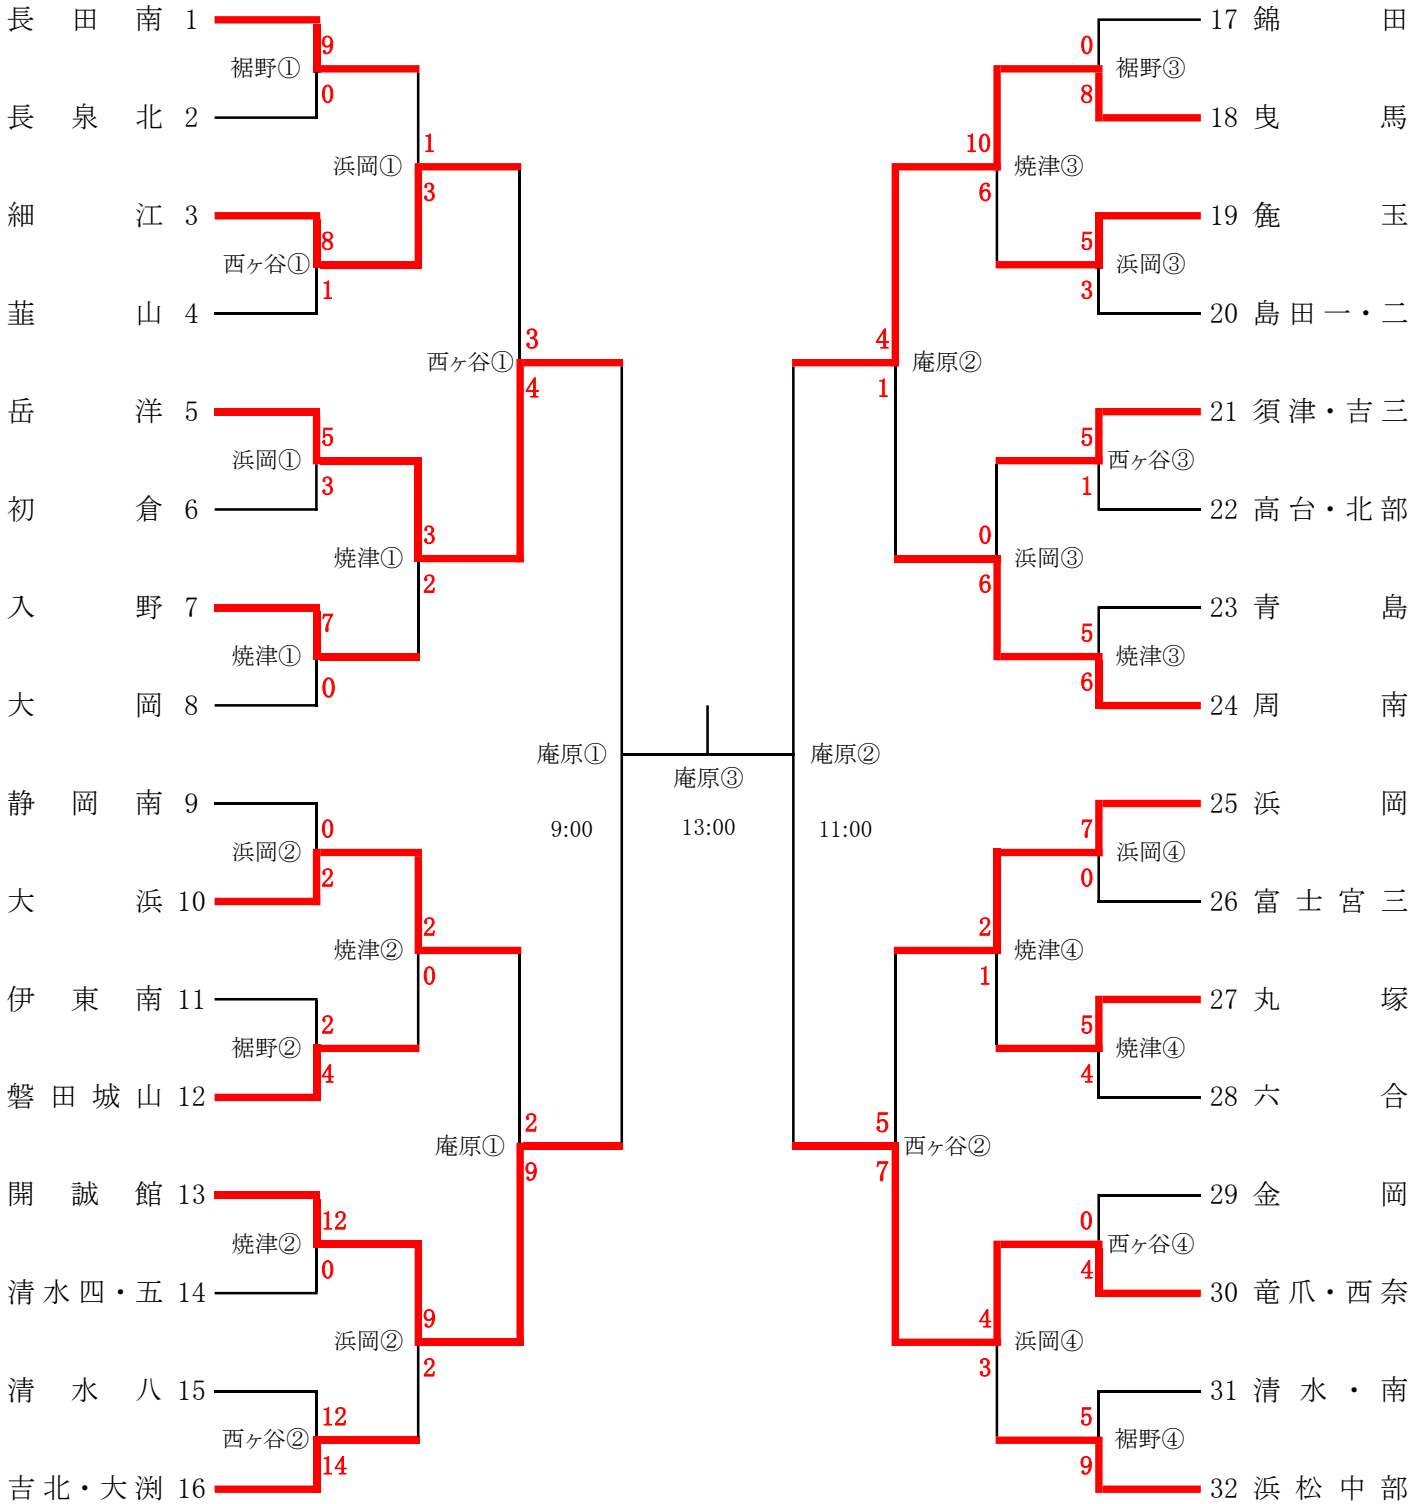 長田南 1
9
裾野①
0
長泉北 2
1
浜岡①
3
細江 3
8
西ヶ谷①
1
韮山 4
3
西ヶ谷①
4
岳洋 5
5
浜岡①
3
初倉 6
3
焼津①
2
入野 7
7
焼津①
0
大岡 8
庵原①
9:00
静岡南 9
0
浜岡②
2
大浜 10
2
焼津②
0
伊東南 11
2
裾野②
4
磐田城山 12
2
庵原①
9
開誠館 13
12
焼津②
0
清水四・五 14
9
浜岡②
2
清水八 15
12
西ヶ谷②
14
吉北・大渕 16
庵原③
13:00
17 錦田
0
裾野③
8
18 曳馬
10
焼津③
6
19 麁玉
5
浜岡③
3
20 島田一・二
4
庵原②
1
21 須津・吉三
5
西ヶ谷③
1
22 高台・北部
0
浜岡③
6
23 青島
5
焼津③
6
24 周南
庵原②
11:00
25 浜岡
7
浜岡④
0
26 富士宮三
2
焼津④
1
27 丸塚
5
焼津④
4
28 六合
5
西ヶ谷②
7
29 金岡
0
西ヶ谷④
4
30 竜爪・西奈
4
浜岡④
3
31 清水・南
5
裾野④
9
32 浜松中部